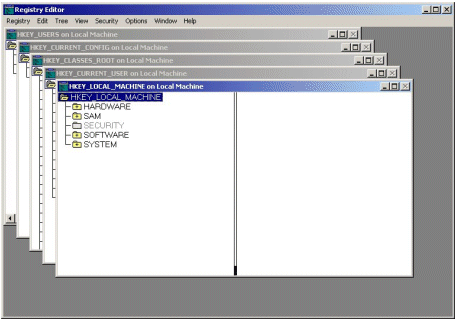 Registry Editor
Registry Edit Tree View Security Options Window Help
HKEY_USERS on Local Machine
HKEY_CURRENT_CONFIG on Local Machine
HKEY_CLASSES_ROOT on Local Machine
HKEY_CURRENT_USER on Local Machine
HKEY_LOCAL_MACHINE on Local Machine
HKEY_LOCAL_MACHINE
HARDWARE
SAM
SECURITY
SOFTWARE
SYSTEM